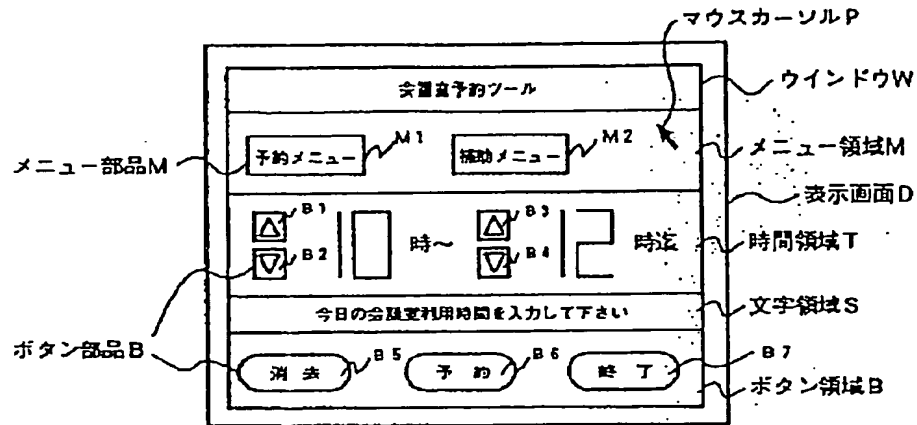 マウスカーソルP
会議室予約ツール
ウインドウW
予約メニュー
M1
補助メニュー
M2
メニュー部品M
メニュー領域M
表示画面D
B1
B2
10
時～
B3
B4
12
時迄
時間領域T
今日の会議室利用時間を入力して下さい
文字領域S
ボタン部品B
消去
B5
予約
B6
終了
B7
ボタン領域B